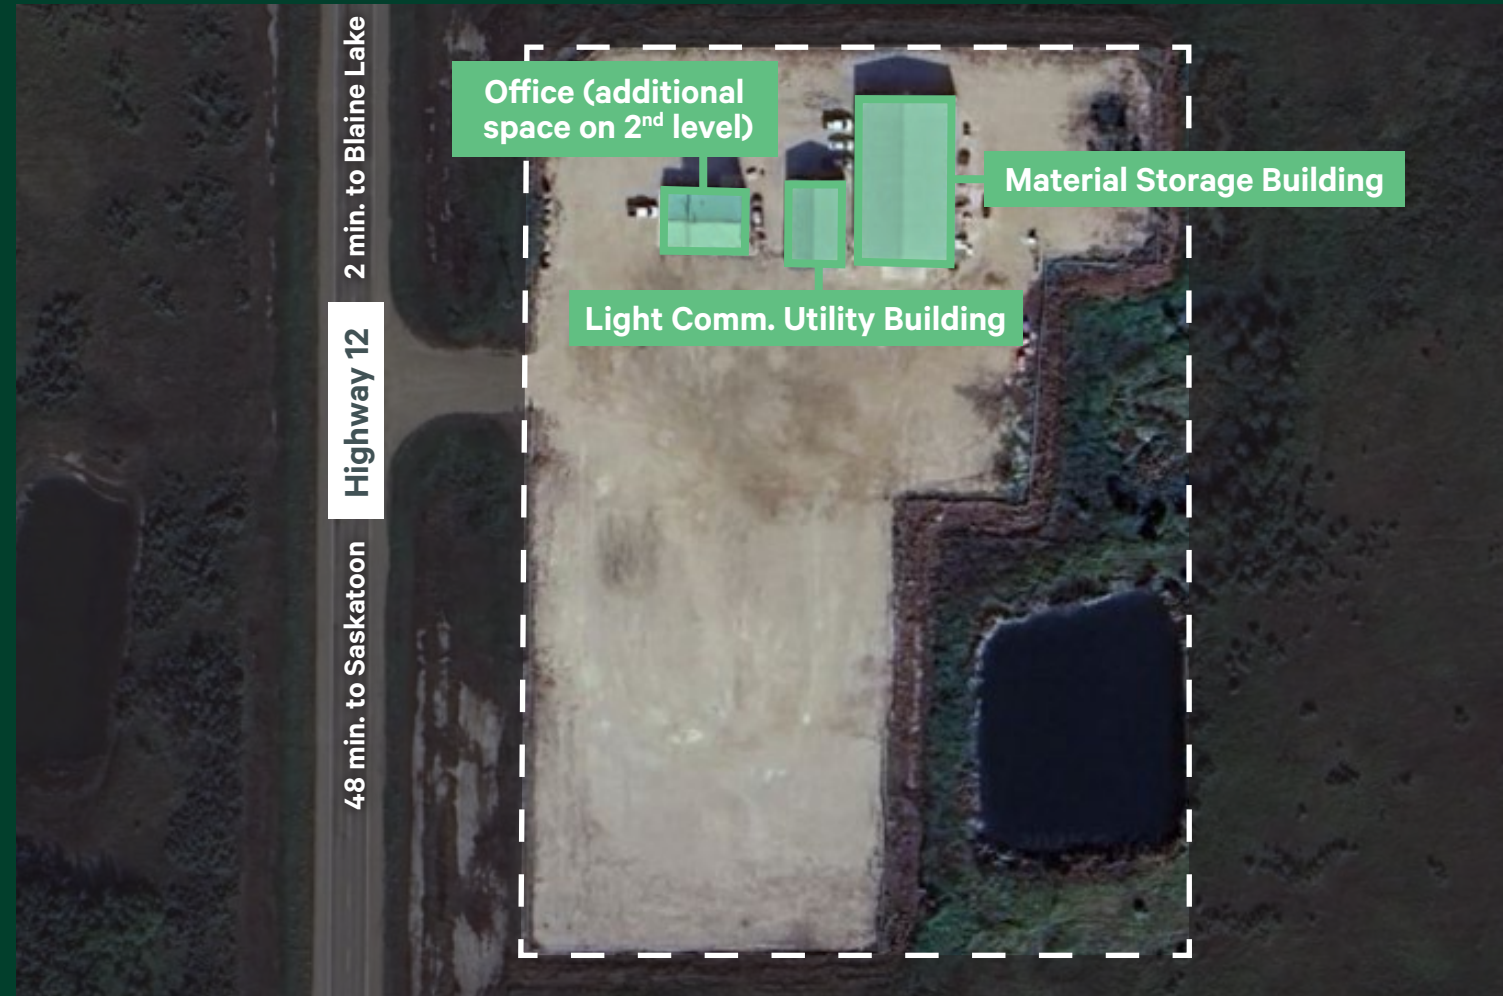 2 min. to Blaine Lake
Highway 12
48 min. to Saskatoon
Office (additional
space on 2nd level)
Material Storage Building
Light Comm. Utility Building